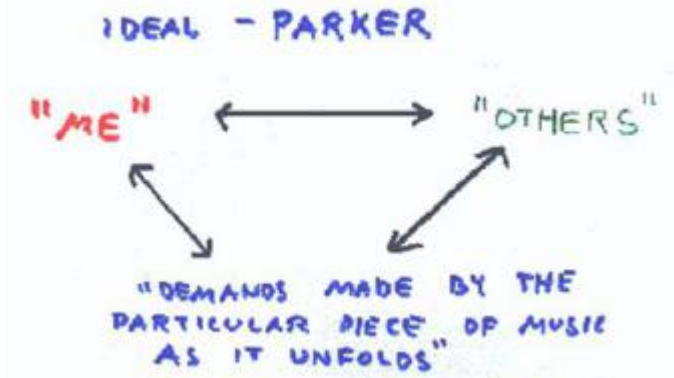 IDEAL - PARKER
"ME"
"OTHERS"
"DEMANDS MADE BY THE
PARTICULAR PIECE OF MUSIC
AS IT UNFOLDS"